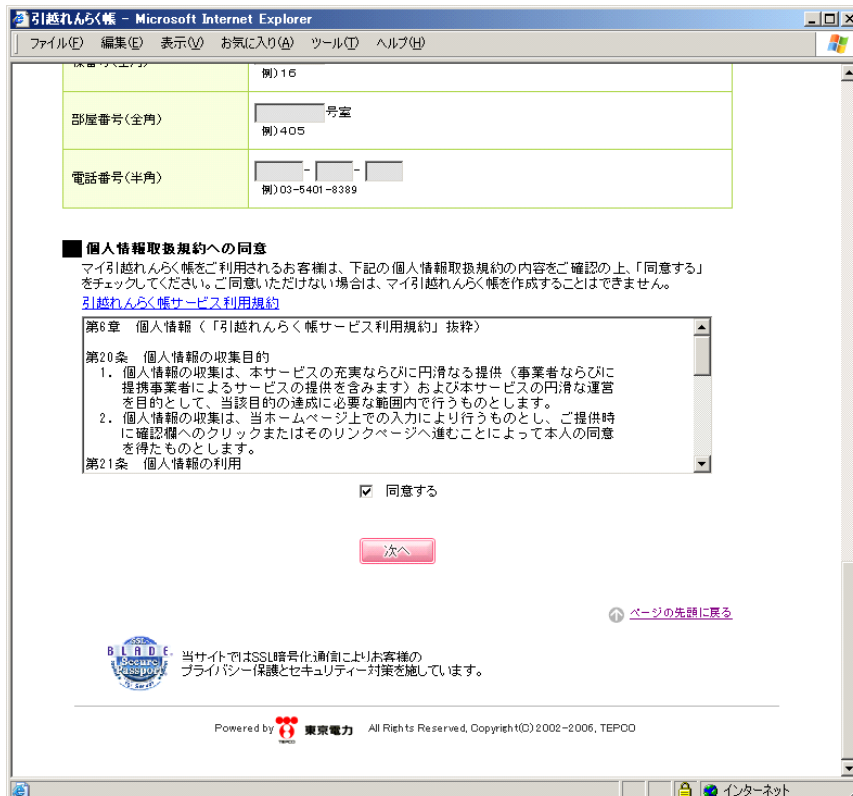 引越れんらく帳 - Microsoft Internet Explorer
ファイル(F) 編集(E) 表示(V) お気に入り(A) ツール(T) ヘルプ(H)
例)16
部屋番号(全角)
号室
例)405
電話番号(半角)
- -
例)03-5401-8389
■ 個人情報取扱規約への同意
マイ引越れんらく帳をご利用されるお客様は、下記の個人情報取扱規約の内容をご確認の上、「同意する」
をチェックしてください。ご同意いただけない場合は、マイ引越れんらく帳を作成することはできません。
引越れんらく帳サービス利用規約
第6章 個人情報(「引越れんらく帳サービス利用規約」抜粋)
第20条 個人情報の収集目的
1. 個人情報の収集は、本サービスの充実ならびに円滑なる提供(事業者ならびに
提携事業者によるサービスの提供を含みます)および本サービスの円滑な運営
を目的として、当該目的の達成に必要な範囲内で行うものとします。
2. 個人情報の収集は、当ホームページ上での入力により行うものとし、ご提供時
に確認欄へのクリックまたはそのリンクページへ進むことによって本人の同意
を得たものとします。
第21条 個人情報の利用
同意する
次へ
ページの先頭に戻る
SSL
BLADE
Secure
Passport
当サイトではSSL暗号化通信によりお客様の
プライバシー保護とセキュリティー対策を施しています。
Powered by TEPCO 東京電力 All Rights Reserved, Copyright(C)2002-2006, TEPCO
インターネット